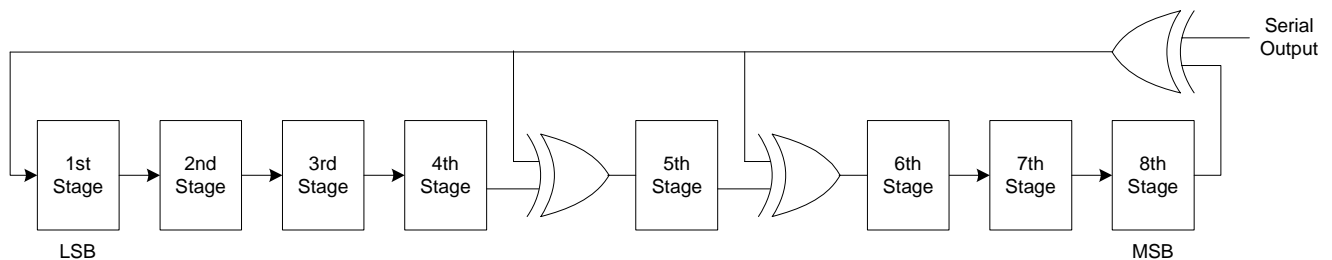 Serial
Output
1st
Stage
2nd
Stage
3rd
Stage
4th
Stage
5th
Stage
6th
Stage
7th
Stage
8th
Stage
LSB
MSB